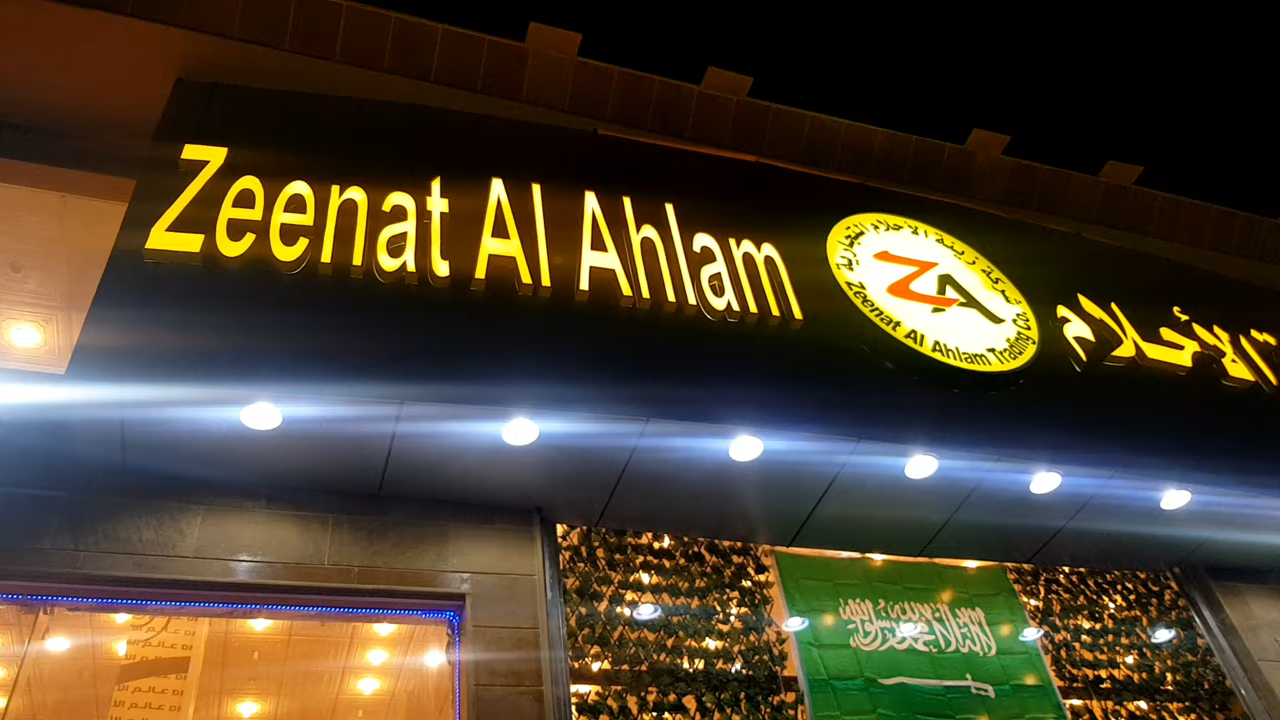 Zeenat Al Ahlam
شركة زينة الأحلام التجارية
ZA
Zeenat Al Ahlam Trading Co.
الأحلام
لا إله إلا الله محمد رسول الله